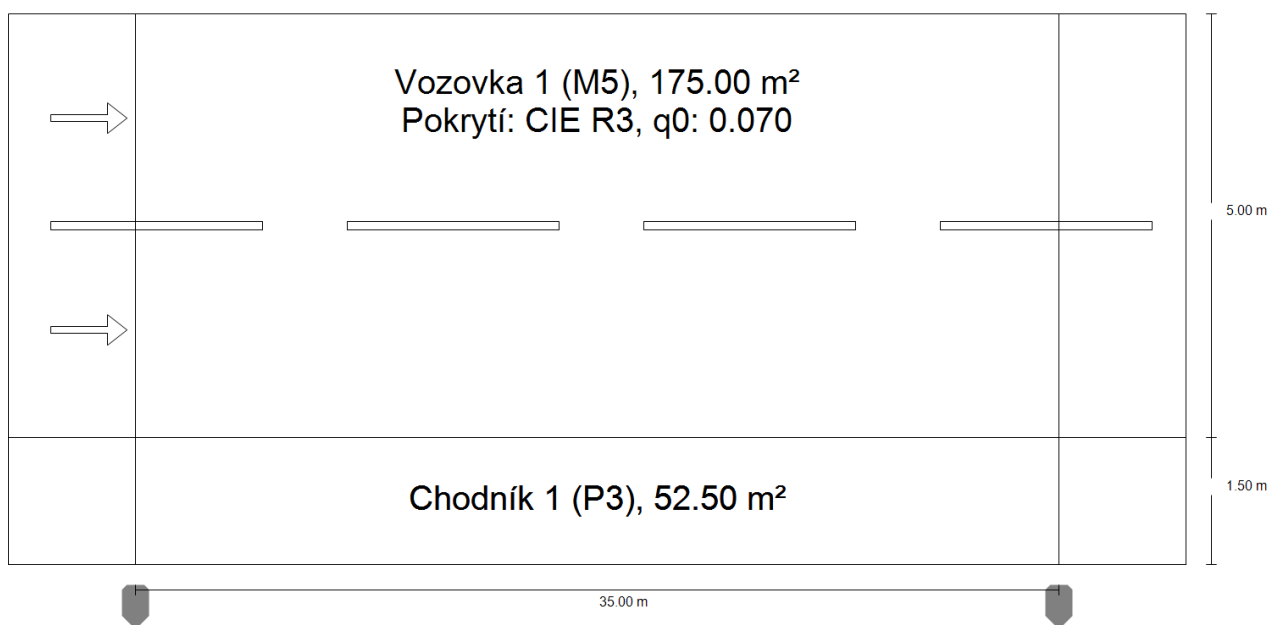 Vozovka 1 (M5), 175.00 m²
Pokrytí: CIE R3, q0: 0.070
5.00 m
Chodník 1 (P3), 52.50 m²
1.50 m
35.00 m